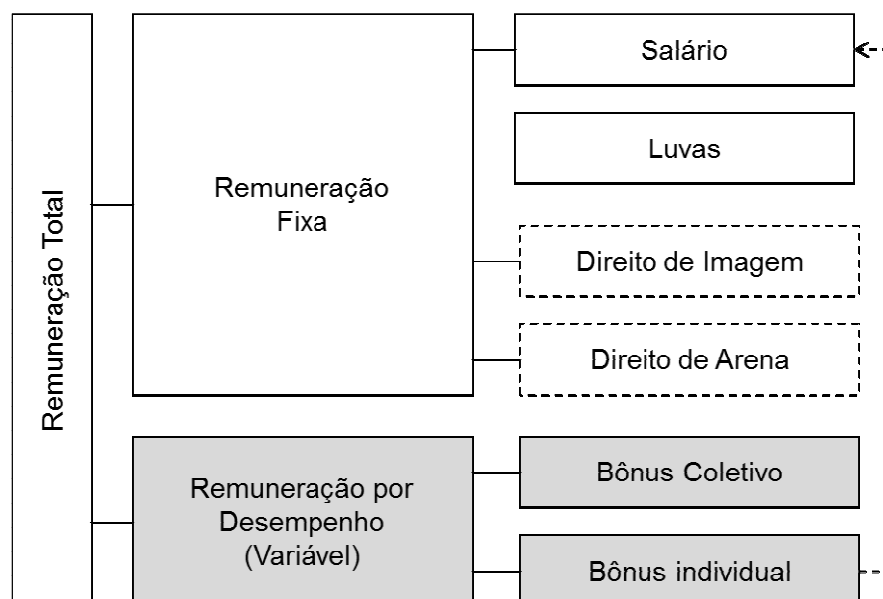 Remuneração Total
Remuneração
Fixa
Salário
Luvas
Direito de Imagem
Direito de Arena
Remuneração por
Desempenho
(Variável)
Bônus Coletivo
Bônus individual